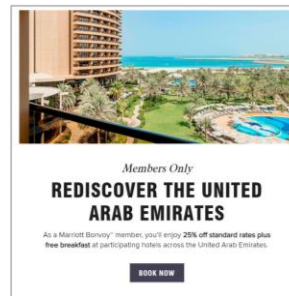 Members Only
REDISCOVER THE UNITED
ARAB EMIRATES
As a Marriott Bonvoy™ member, you'll enjoy 25% off standard rates plus
free breakfast at participating hotels across the United Arab Emirates.
BOOK NOW